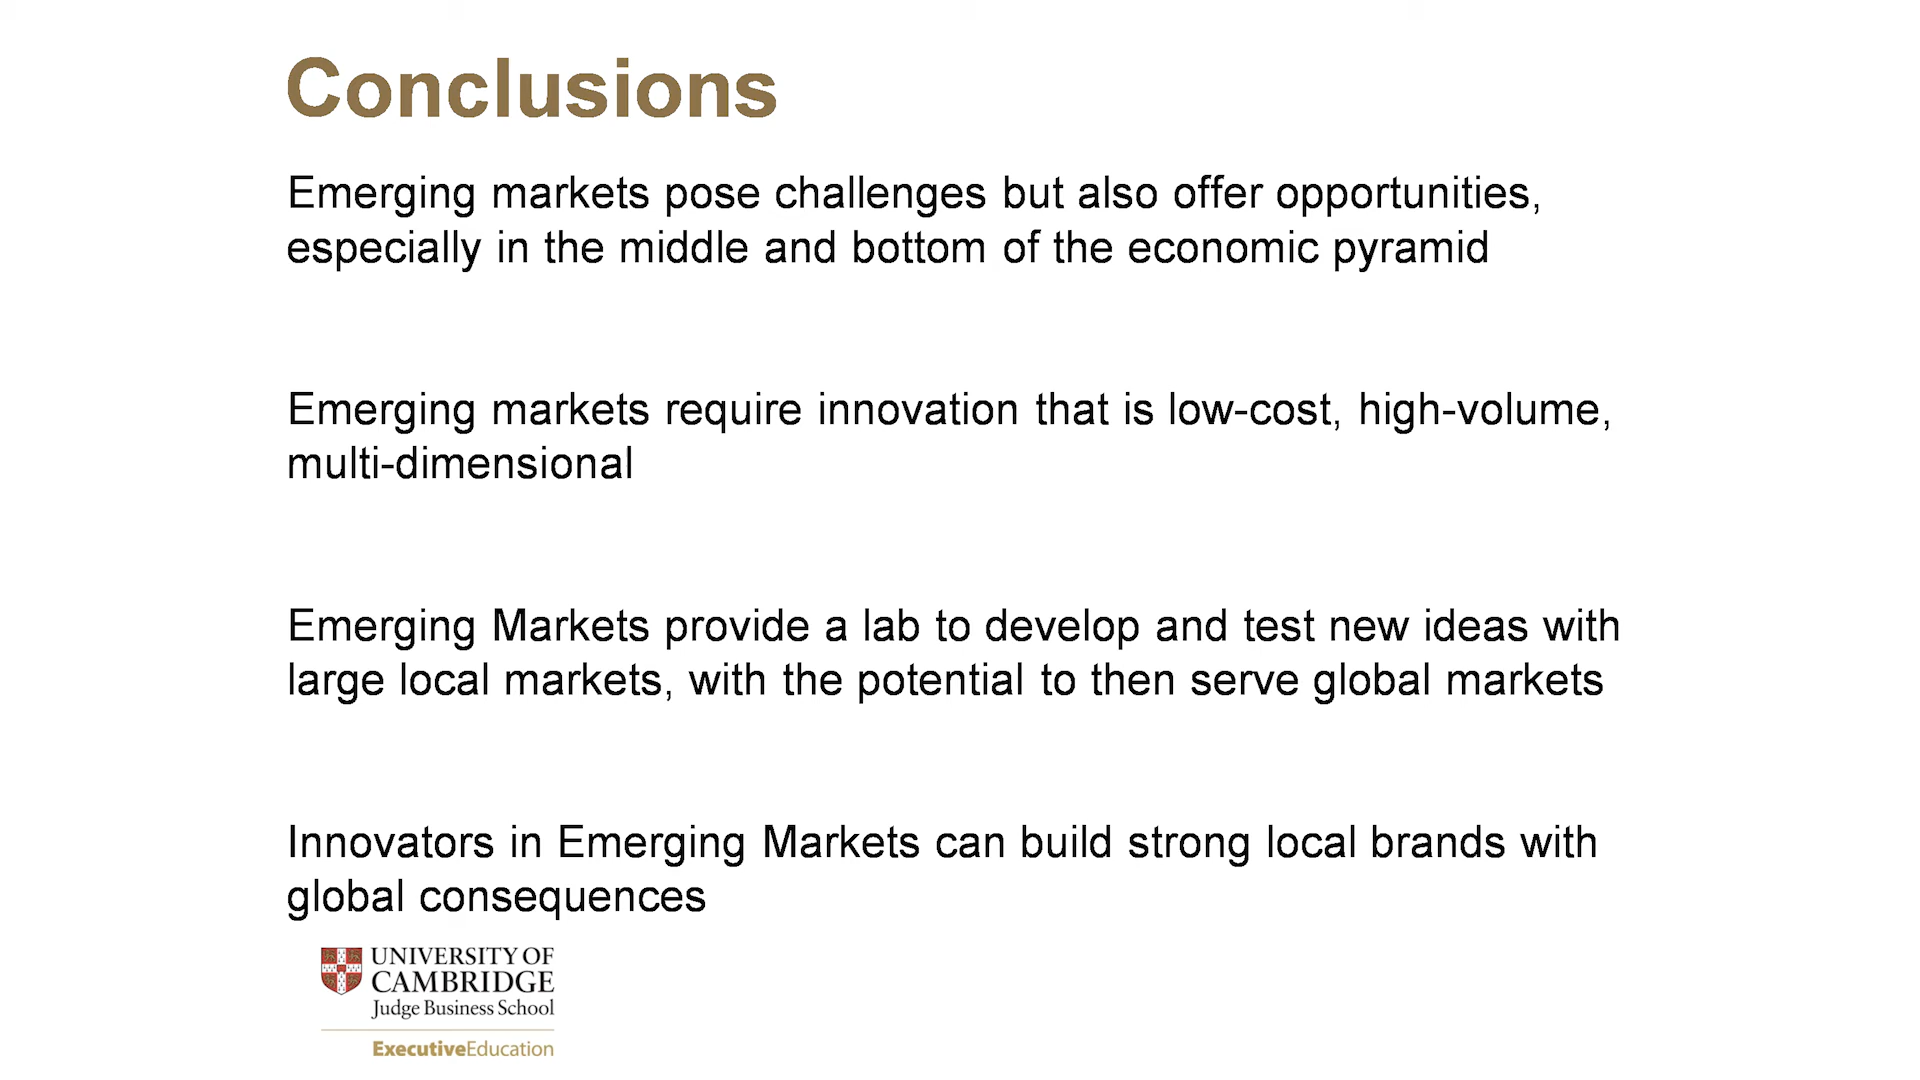 Conclusions
Emerging markets pose challenges but also offer opportunities,
especially in the middle and bottom of the economic pyramid
Emerging markets require innovation that is low-cost, high-volume,
multi-dimensional
Emerging Markets provide a lab to develop and test new ideas with
large local markets, with the potential to then serve global markets
Innovators in Emerging Markets can build strong local brands with
global consequences
UNIVERSITY OF
CAMBRIDGE
Judge Business School
ExecutiveEducation